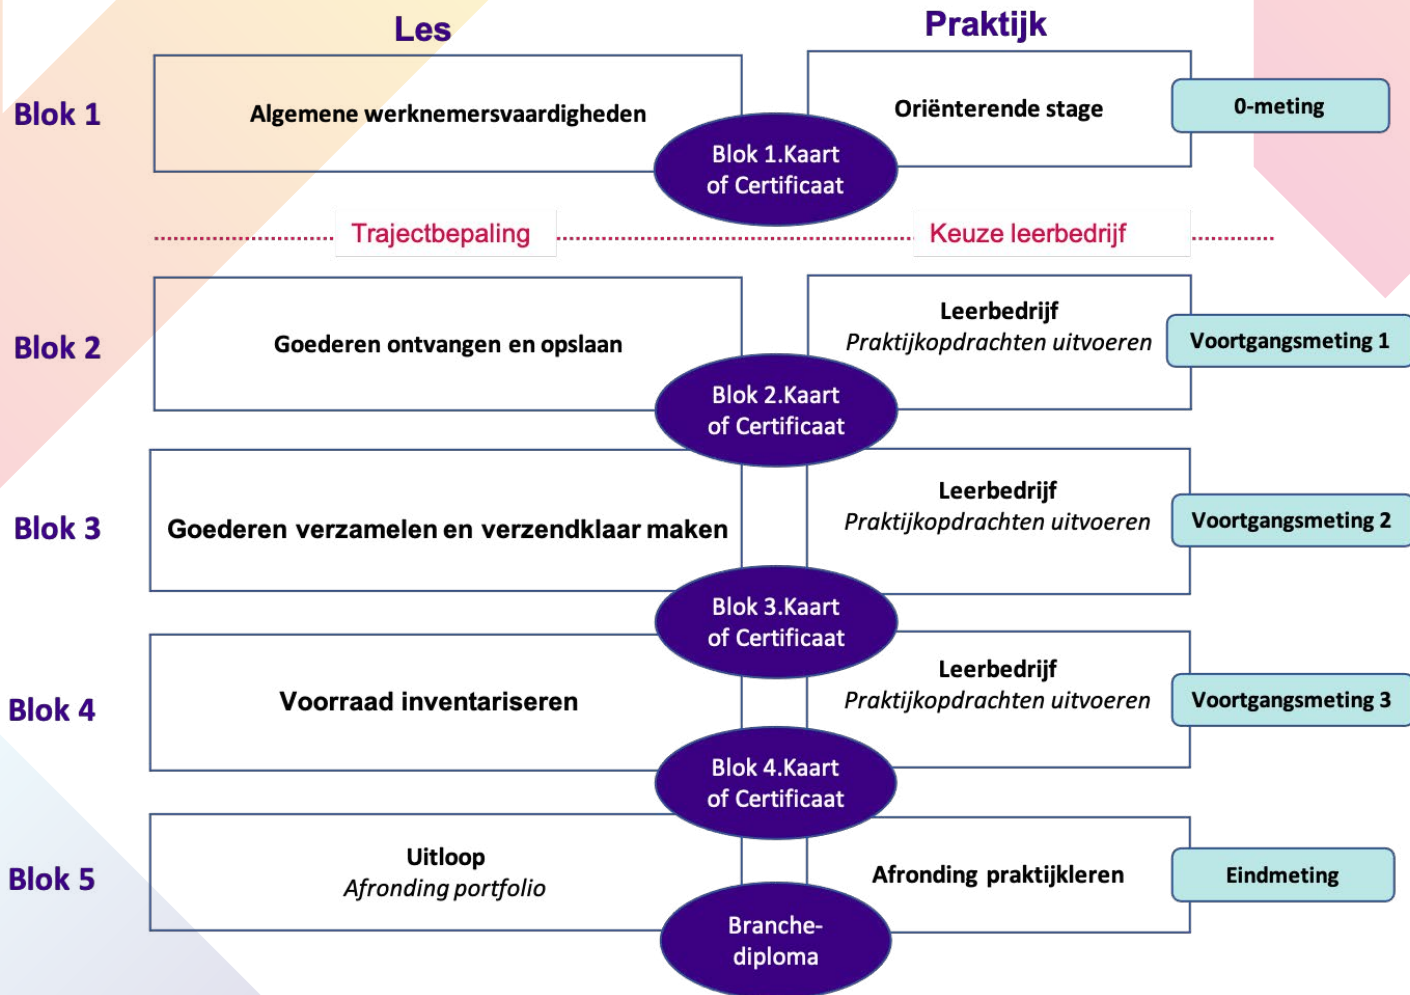 Les
Praktijk
Blok 1
Algemene werknemersvaardigheden
Blok 1.Kaart
of Certificaat
Oriënterende stage
0-meting
Trajectbepaling
Keuze leerbedrijf
Blok 2
Goederen ontvangen en opslaan
Blok 2.Kaart
of Certificaat
Leerbedrijf
Praktijkopdrachten uitvoeren
Voortgangsmeting 1
Blok 3
Goederen verzamelen en verzendklaar maken
Blok 3.Kaart
of Certificaat
Leerbedrijf
Praktijkopdrachten uitvoeren
Voortgangsmeting 2
Blok 4
Voorraad inventariseren
Blok 4.Kaart
of Certificaat
Leerbedrijf
Praktijkopdrachten uitvoeren
Voortgangsmeting 3
Blok 5
Uitloop
Afronding portfolio
Branche-
diploma
Afronding praktijkleren
Eindmeting